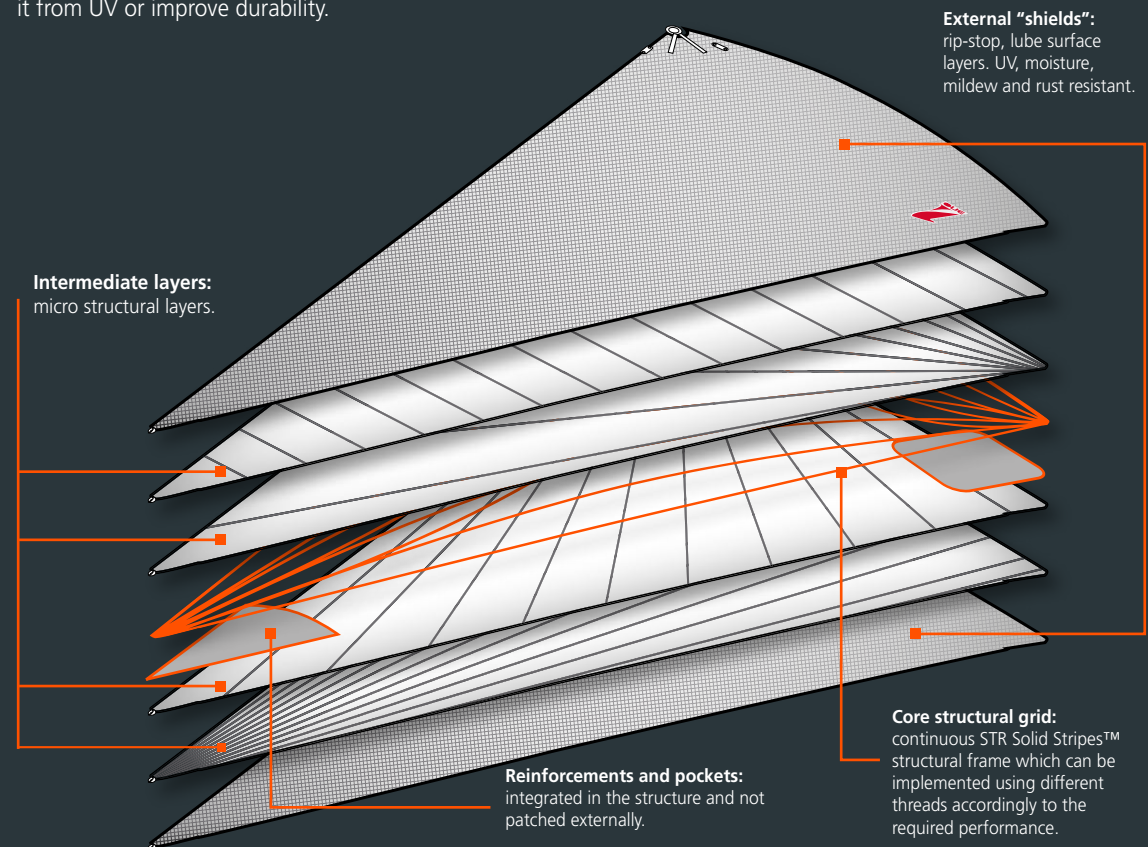 it from UV or improve durability.
External “shields”:
rip-stop, lube surface
layers. UV, moisture,
mildew and rust resistant.
Intermediate layers:
micro structural layers.
Reinforcements and pockets:
integrated in the structure and not
patched externally.
Core structural grid:
continuous STR Solid Stripes™
structural frame which can be
implemented using different
threads accordingly to the
required performance.